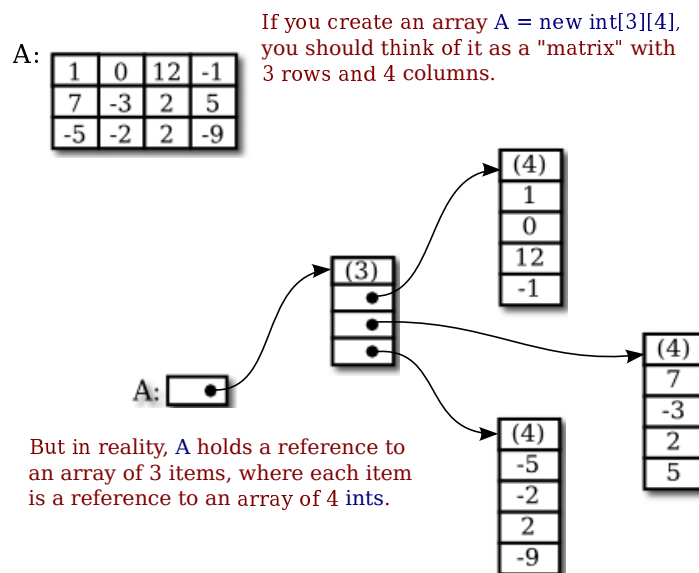 If you create an array A = new int[3][4],
you should think of it as a "matrix" with
3 rows and 4 columns.
A:
1 0 12 -1
7 -3 2 5
-5 -2 2 -9
(4)
1
0
12
-1
(3)
(4)
7
-3
2
5
A:
(4)
-5
-2
2
-9
But in reality, A holds a reference to
an array of 3 items, where each item
is a reference to an array of 4 ints.